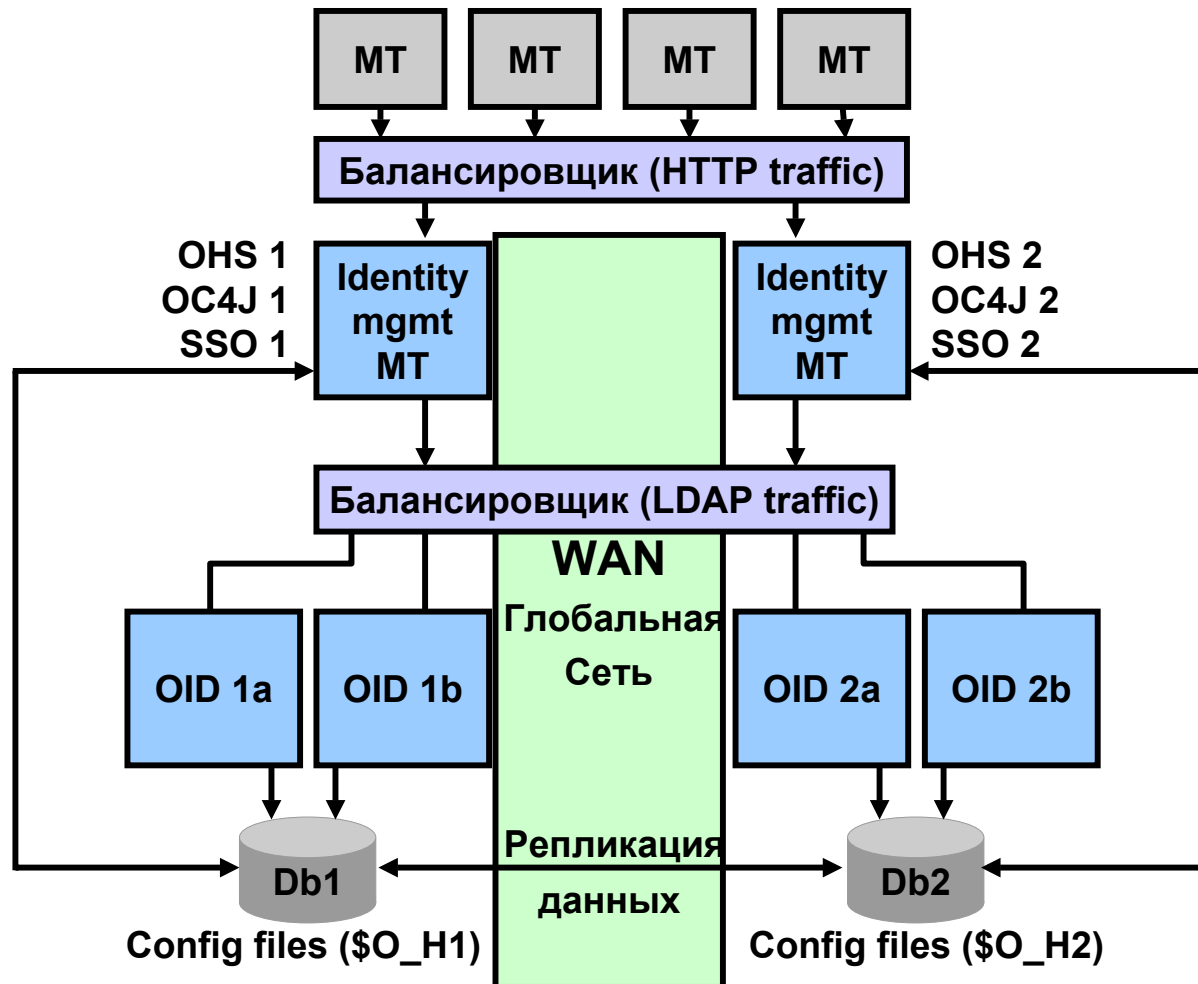 MT
MT
MT
MT
Балансировщик (HTTP traffic)
OHS 1
OC4J 1
SSO 1
Identity
mgmt
MT
Identity
mgmt
MT
OHS 2
OC4J 2
SSO 2
Балансировщик (LDAP traffic)
WAN
Глобальная
Сеть
OID 1a
OID 1b
OID 2a
OID 2b
Репликация
данных
Db1
Db2
Config files ($O_H1)
Config files ($O_H2)